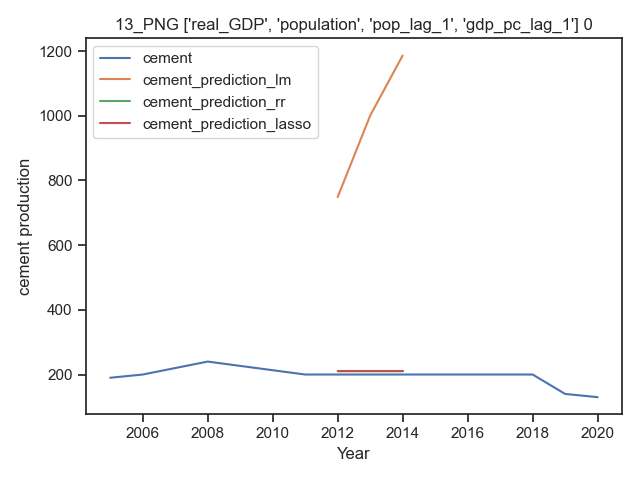 13_PNG ['real_GDP', 'population', 'pop_lag_1', 'gdp_pc_lag_1'] 0
cement
cement_prediction_lm
cement_prediction_rr
cement_prediction_lasso
1200
1000
800
600
400
200
cement production
2006 2008 2010 2012 2014 2016 2018 2020
Year